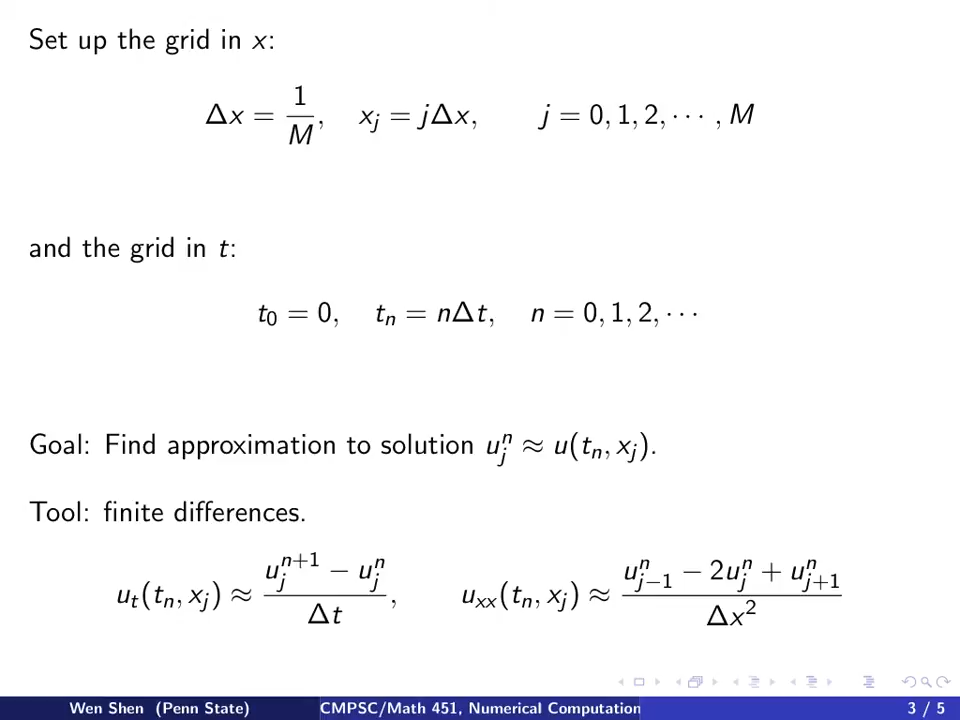 Set up the grid in x:
Δx = 1/M, x_j = jΔx, j = 0, 1, 2, ··· , M
and the grid in t:
t_0 = 0, t_n = nΔt, n = 0, 1, 2, ···
Goal: Find approximation to solution u_j^n ≈ u(t_n, x_j).
Tool: finite differences.
u_t(t_n, x_j) ≈ (u_j^{n+1} − u_j^n)/Δt, u_xx(t_n, x_j) ≈ (u_{j−1}^n − 2u_j^n + u_{j+1}^n)/Δx^2
Wen Shen (Penn State) CMPSC/Math 451, Numerical Computation 3 / 5